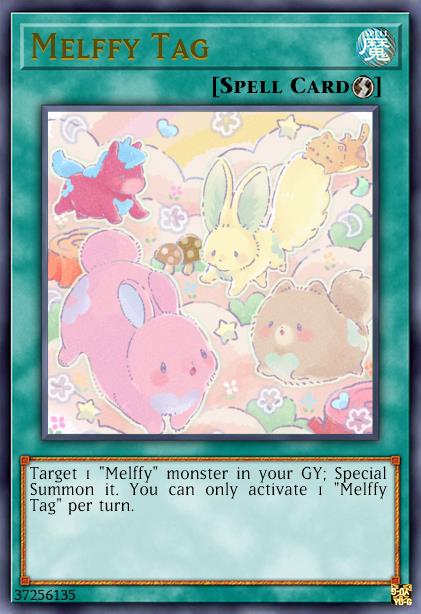 Melffy Tag
SPELL
魔
[Spell Card]
Target 1 "Melffy" monster in your GY; Special
Summon it. You can only activate 1 "Melffy
Tag" per turn.
37256135